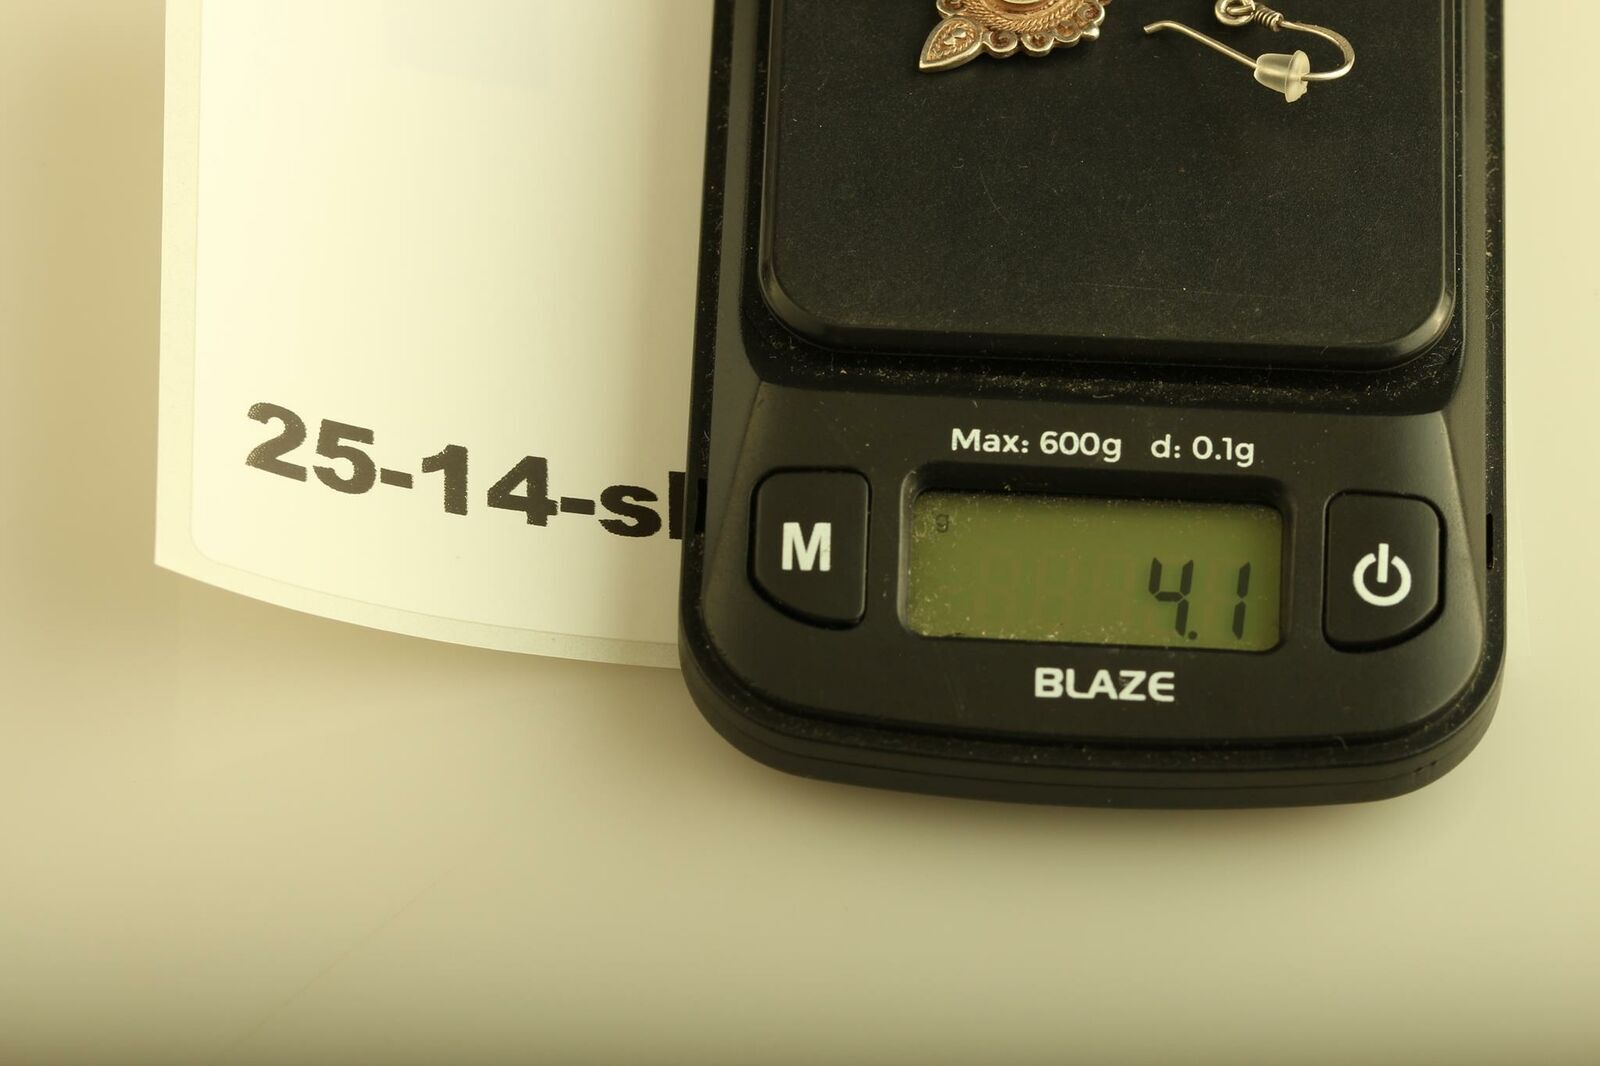 25-14-s
Max: 600g d: 0.1g
M
g
4.1
BLAZE